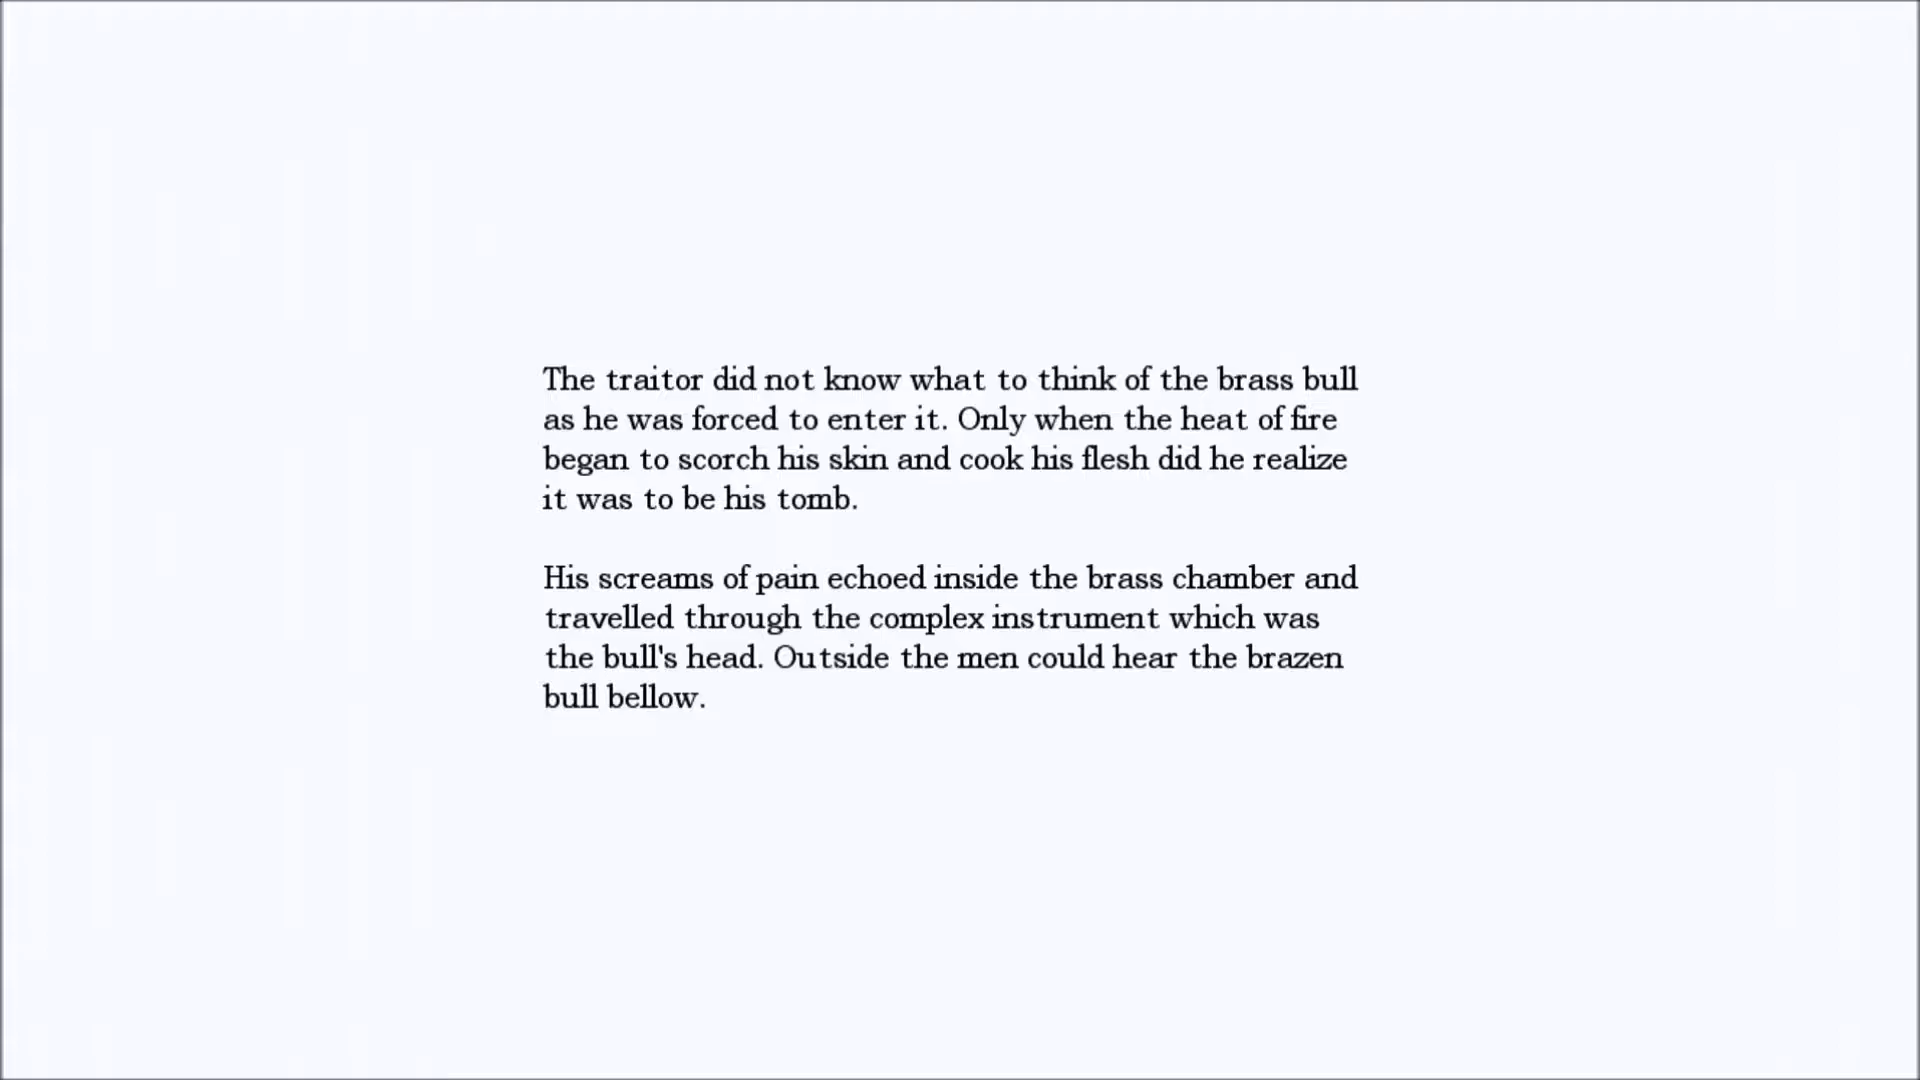 The traitor did not know what to think of the brass bull
as he was forced to enter it. Only when the heat of fire
began to scorch his skin and cook his flesh did he realize
it was to be his tomb.
His screams of pain echoed inside the brass chamber and
travelled through the complex instrument which was
the bull's head. Outside the men could hear the brazen
bull bellow.